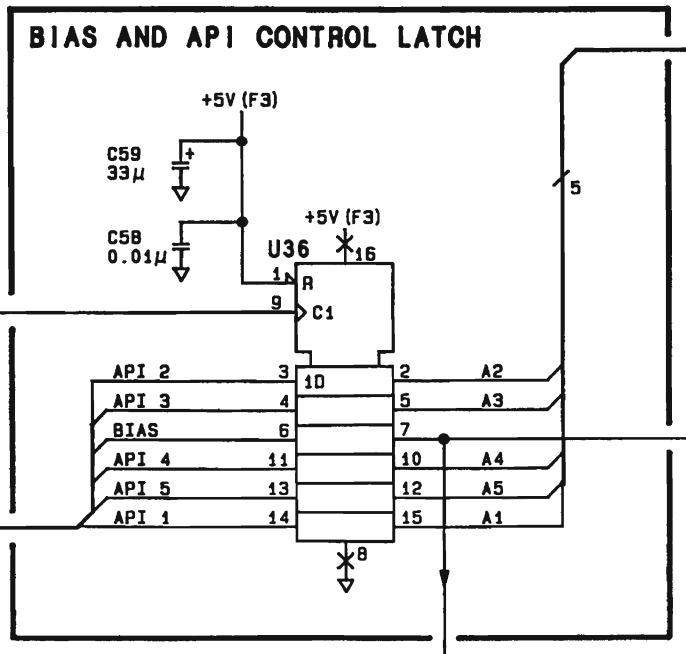 BIAS AND API CONTROL LATCH
+5V (F3)
C59
33µ
+
C58
0.01µ
+5V (F3)
U36
16
1
R
9
C1
API 2 3 1D 2 A2
API 3 4 5 A3
BIAS 6 7
API 4 11 10 A4
API 5 13 12 A5
API 1 14 15 A1
8
5